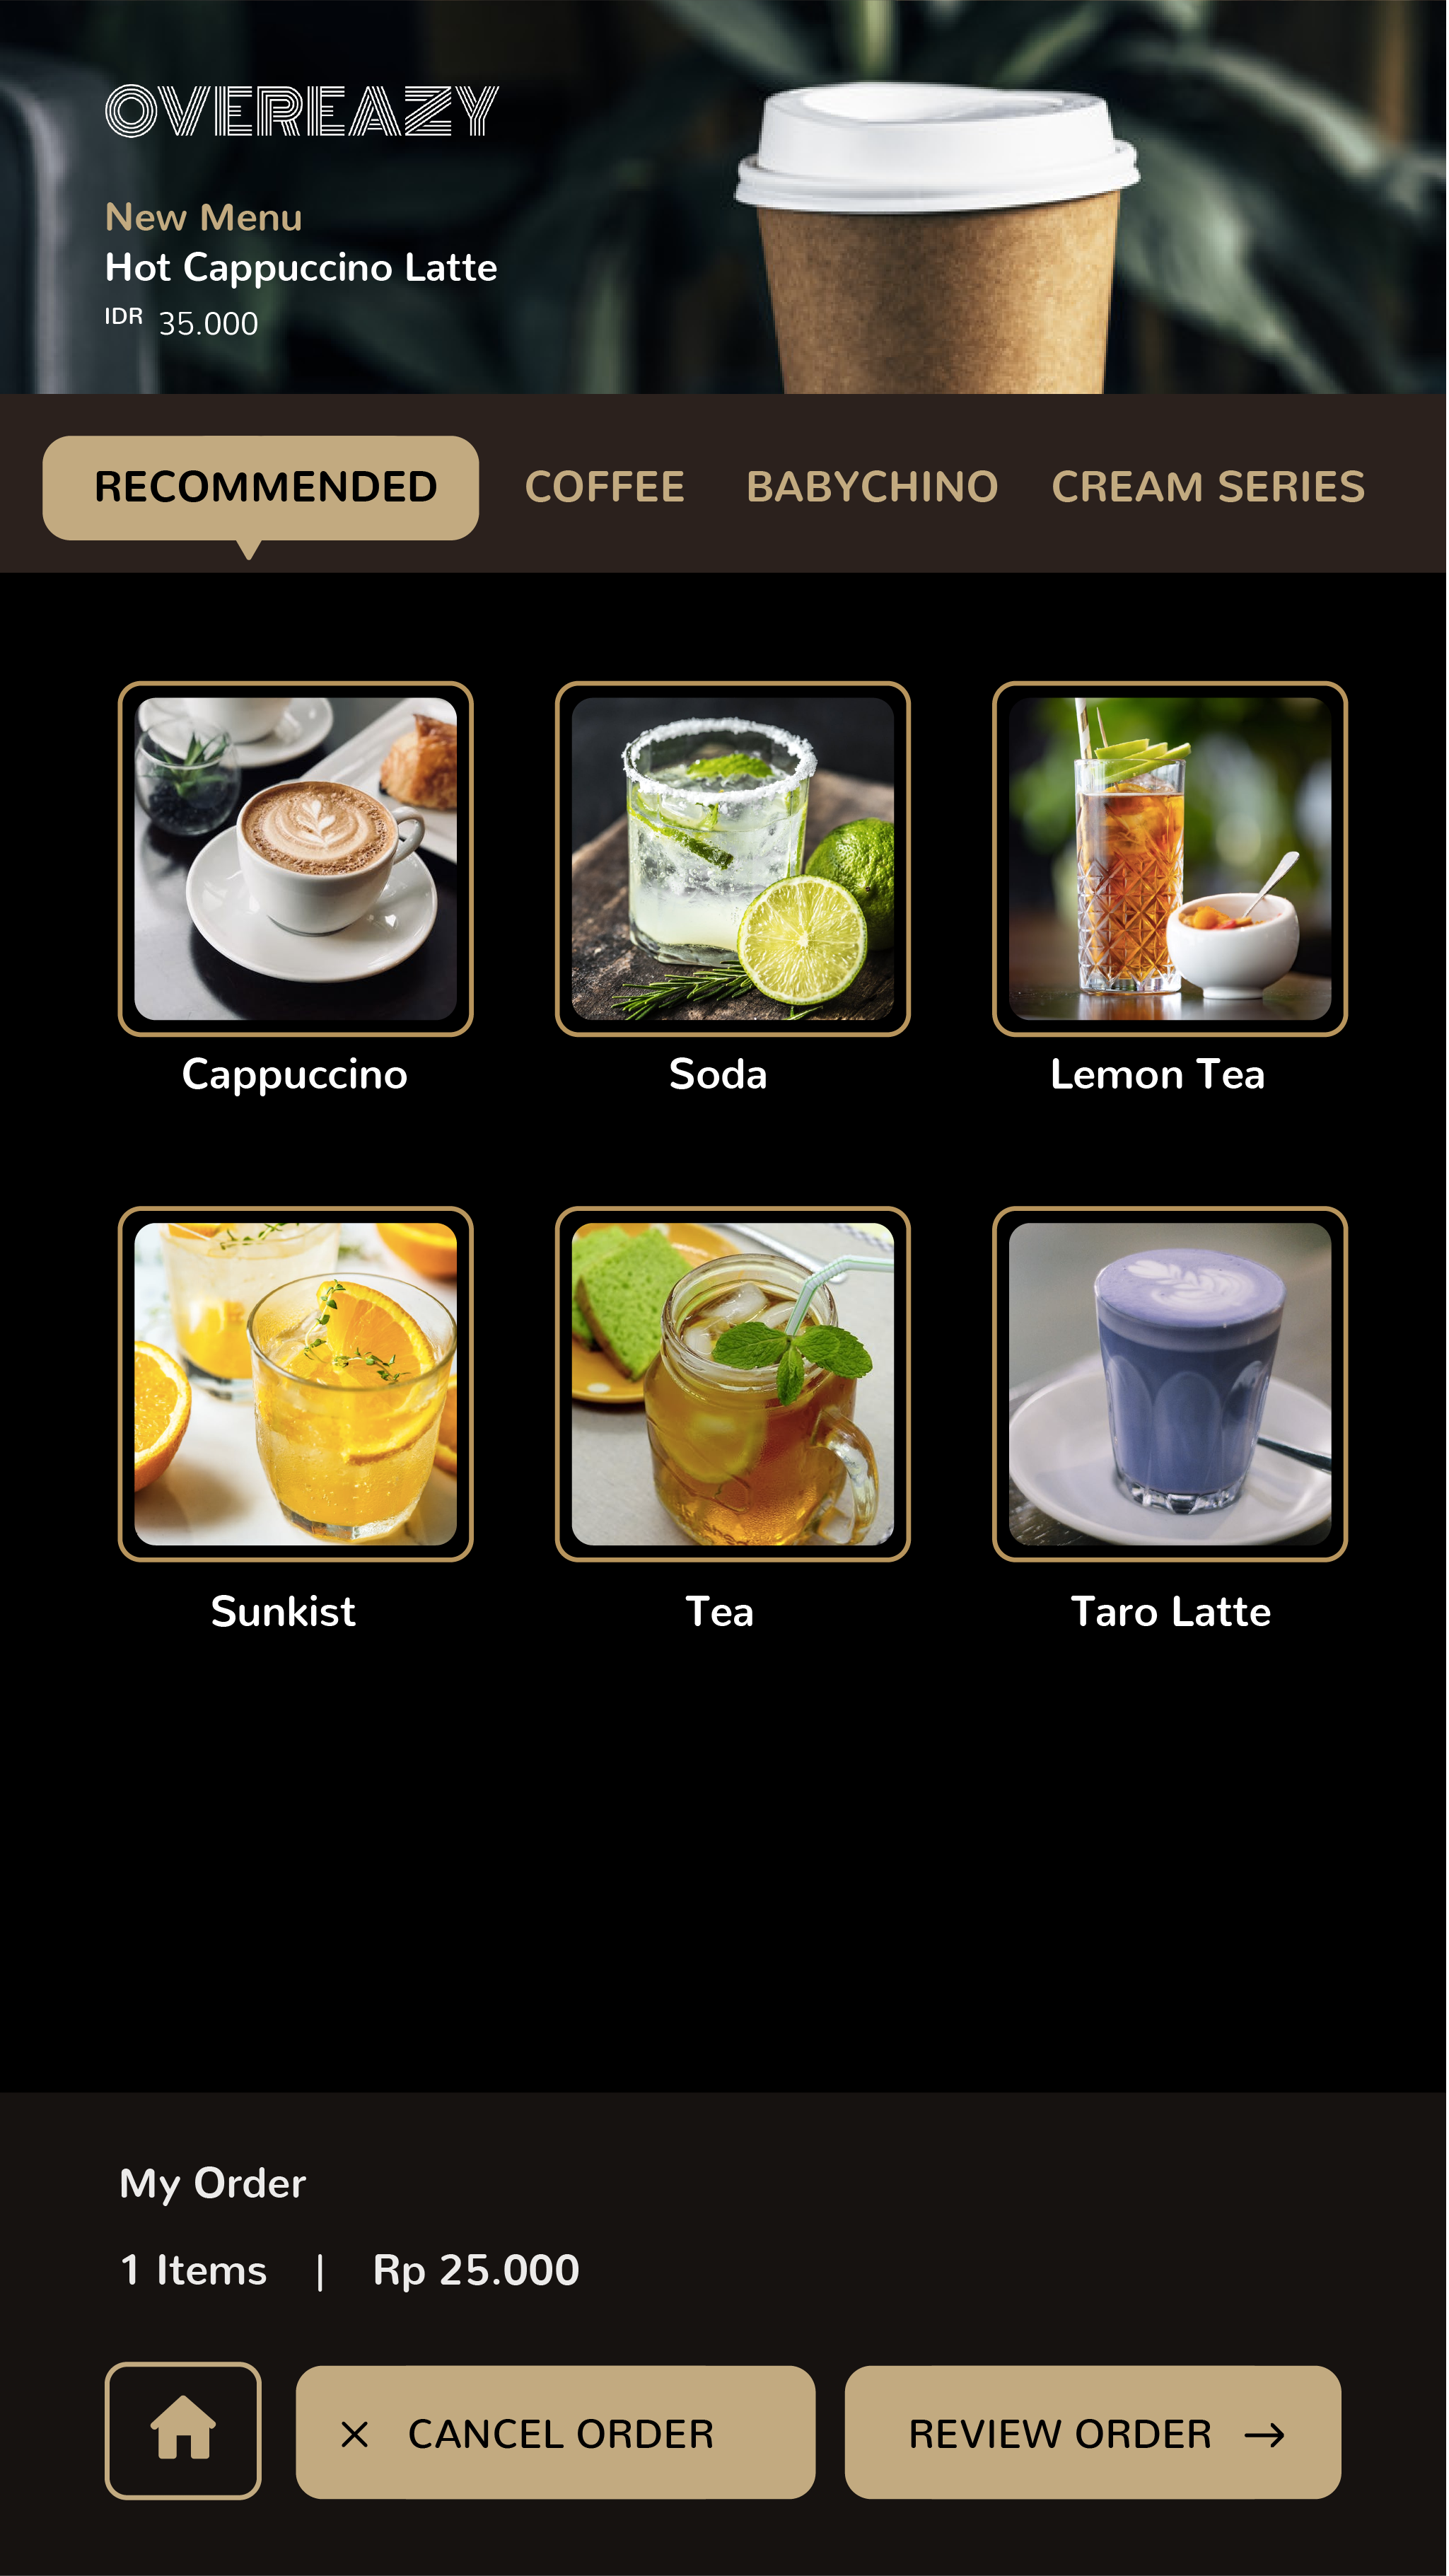 OVEREAZY
New Menu
Hot Cappuccino Latte
IDR 35.000
RECOMMENDED COFFEE BABYCHINO CREAM SERIES
Cappuccino Soda Lemon Tea
Sunkist Tea Taro Latte
My Order
1 Items | Rp 25.000
CANCEL ORDER REVIEW ORDER